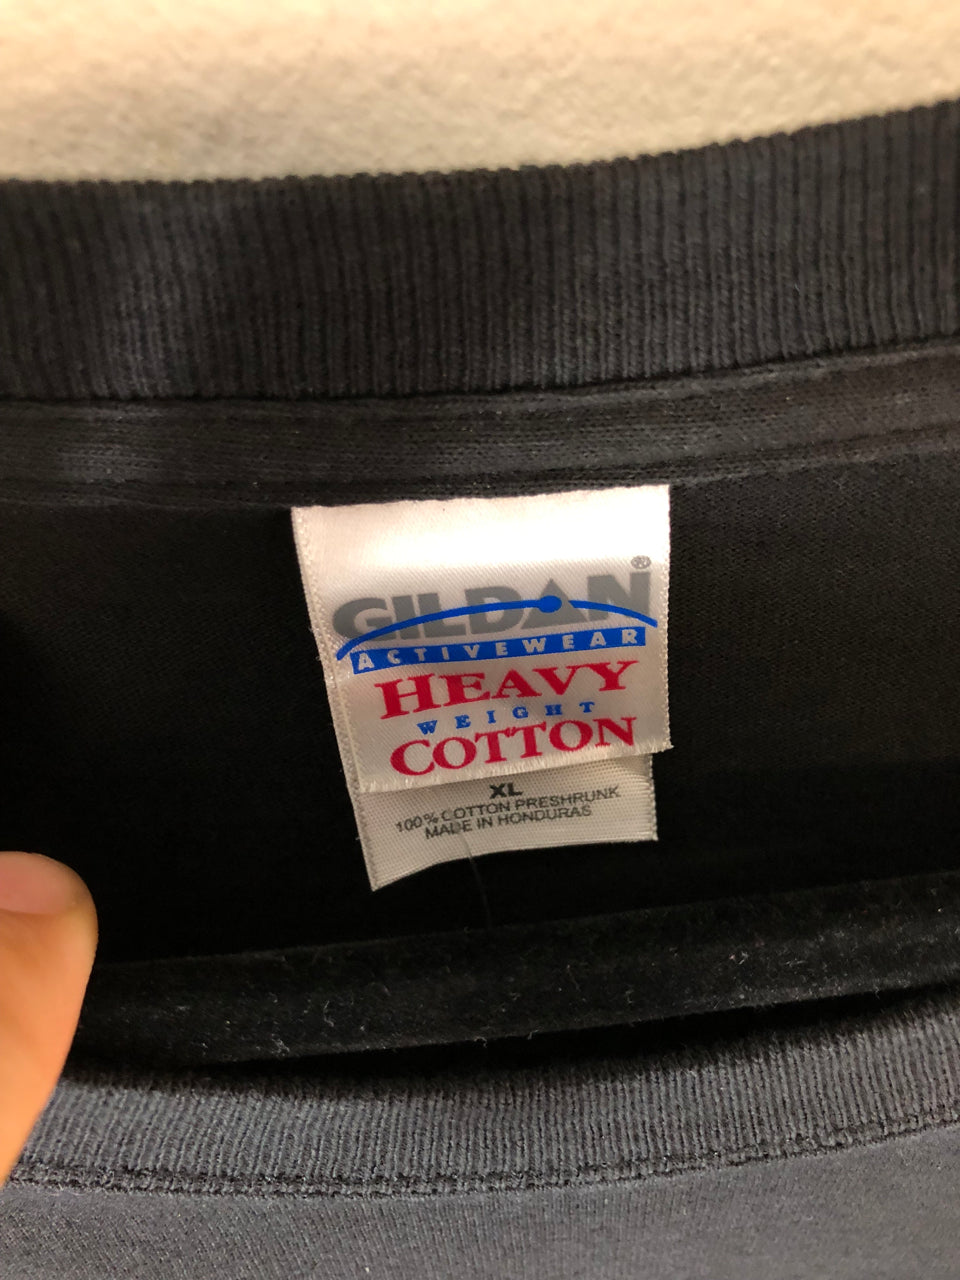 GILDAN®
ACTIVEWEAR
HEAVY
WEIGHT
COTTON
XL
100% COTTON PRESHRUNK
MADE IN HONDURAS